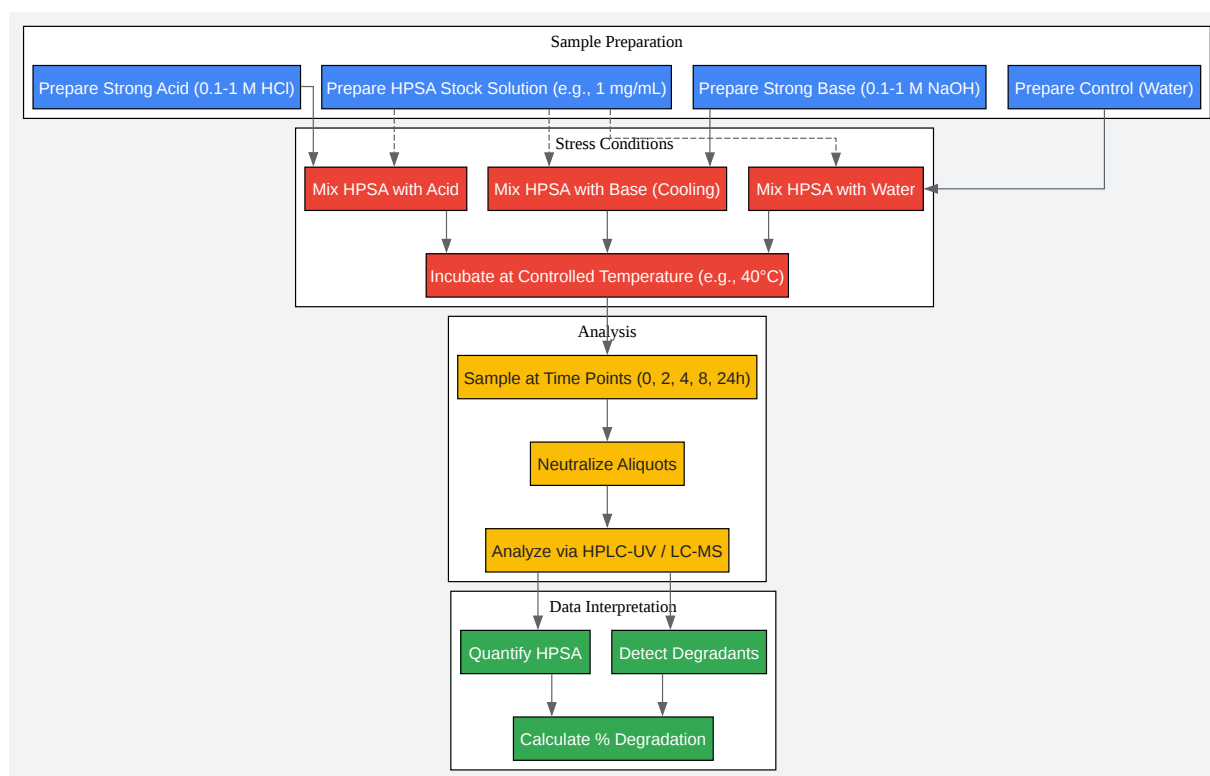 Sample Preparation
Prepare Strong Acid (0.1-1 M HCl)
Prepare HPSA Stock Solution (e.g., 1 mg/mL)
Prepare Strong Base (0.1-1 M NaOH)
Prepare Control (Water)
Stress Conditions
Mix HPSA with Acid
Mix HPSA with Base (Cooling)
Mix HPSA with Water
Incubate at Controlled Temperature (e.g., 40°C)
Analysis
Sample at Time Points (0, 2, 4, 8, 24h)
Neutralize Aliquots
Analyze via HPLC-UV / LC-MS
Data Interpretation
Quantify HPSA
Detect Degradants
Calculate % Degradation